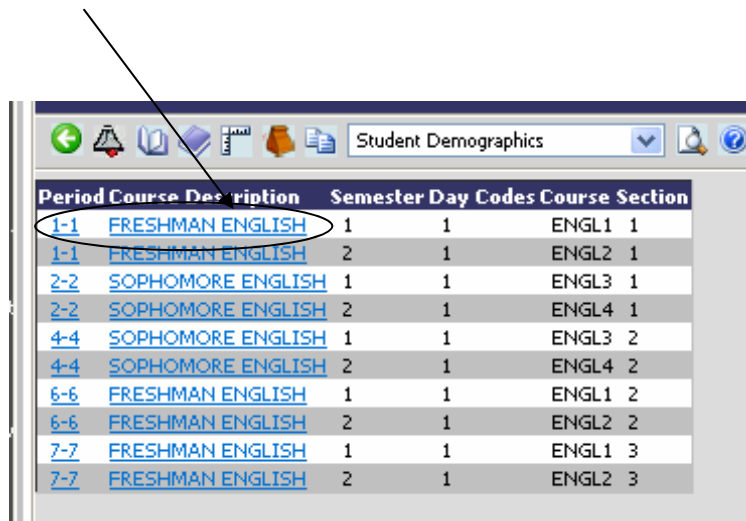 Student Demographics
Period Course Description Semester Day Codes Course Section
1-1 FRESHMAN ENGLISH 1 1 ENGL1 1
1-1 FRESHMAN ENGLISH 2 1 ENGL2 1
2-2 SOPHOMORE ENGLISH 1 1 ENGL3 1
2-2 SOPHOMORE ENGLISH 2 1 ENGL4 1
4-4 SOPHOMORE ENGLISH 1 1 ENGL3 2
4-4 SOPHOMORE ENGLISH 2 1 ENGL4 2
6-6 FRESHMAN ENGLISH 1 1 ENGL1 2
6-6 FRESHMAN ENGLISH 2 1 ENGL2 2
7-7 FRESHMAN ENGLISH 1 1 ENGL1 3
7-7 FRESHMAN ENGLISH 2 1 ENGL2 3